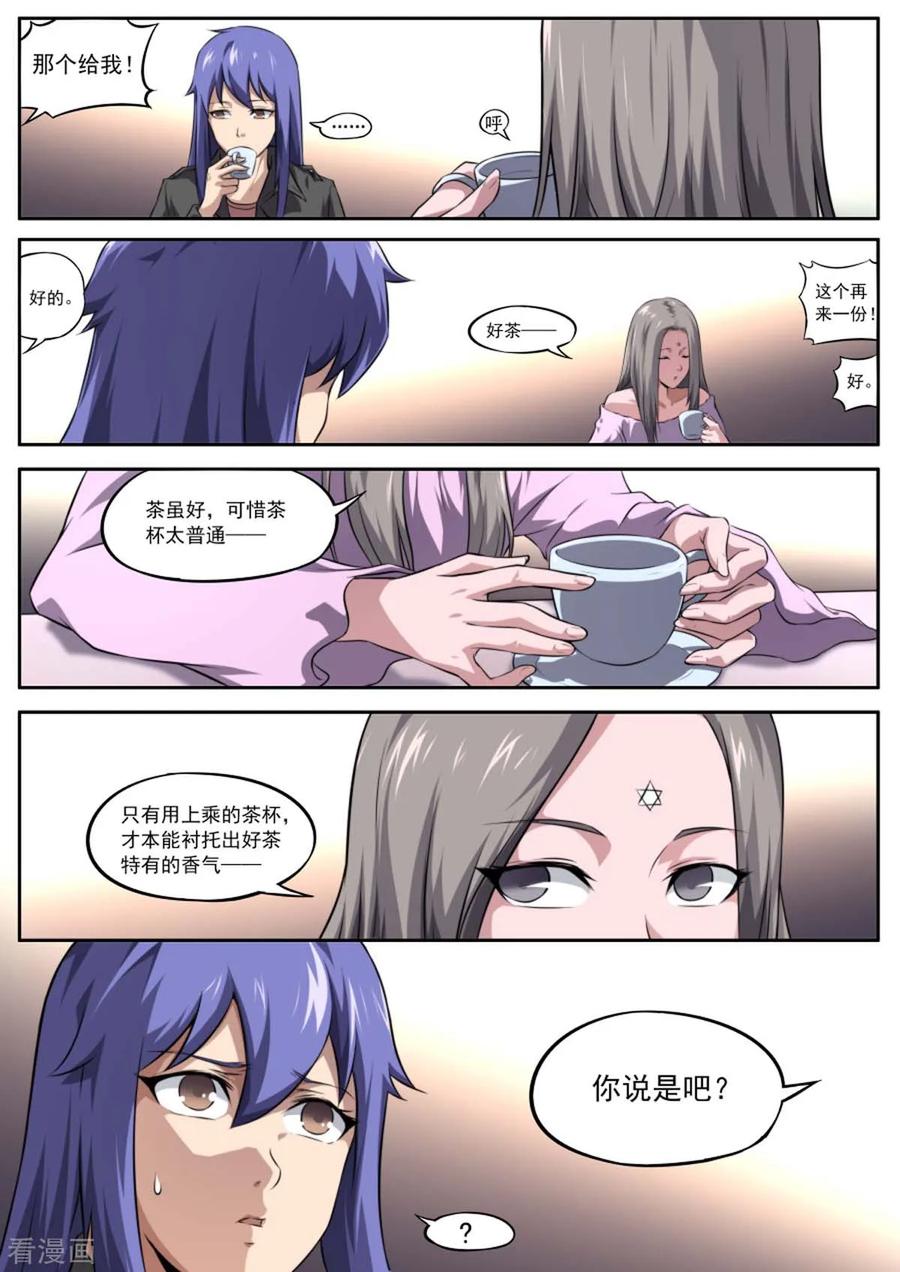 那个给我！
……
呼
好的。
好茶——
这个再
来一份！
好。
茶虽好，可惜茶
杯太普通——
只有用上乘的茶杯，
才本能衬托出好茶
特有的香气——
你说是吧？
？
看漫画